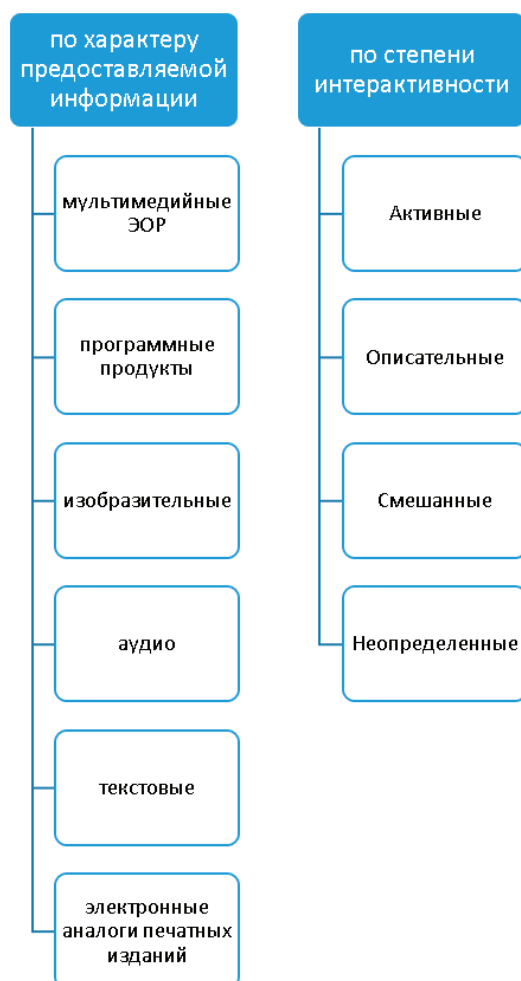 по характеру
предоставляемой
информации
мультемедийные
ЭОР
программные
продукты
изобразительные
аудио
текстовые
электронные
аналоги печатных
изданий
по степени
интерактивности
Активные
Описательные
Смешанные
Неопределенные